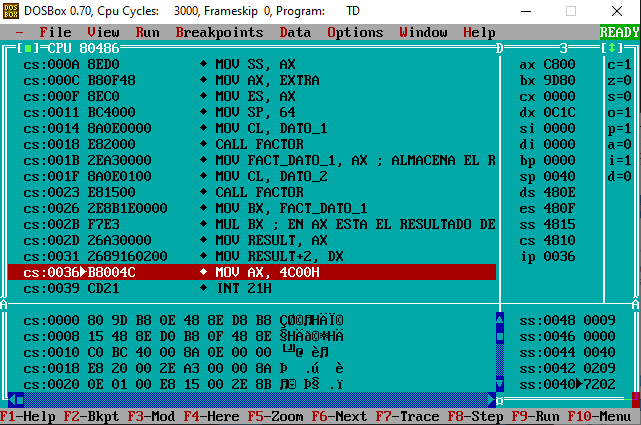 DOSBox 0.70, Cpu Cycles: 3000, Frameskip 0, Program: TD
File View Run Breakpoints Data Options Window Help READY
CPU 80486 3
cs:000A 8ED0 MOV SS, AX ax C800 c=1
cs:000C B80F48 MOV AX, EXTRA bx 9D80 z=0
cs:000F 8EC0 MOV ES, AX cx 0000 s=0
cs:0011 BC4000 MOV SP, 64 dx 0C1C o=1
cs:0014 8A0E0000 MOV CL, DATO_1 si 0000 p=1
cs:0018 E82000 CALL FACTOR di 0000 a=0
cs:001B 2EA30000 MOV FACT_DATO_1, AX ; ALMACENA EL R bp 0000 i=1
cs:001F 8A0E0100 MOV CL, DATO_2 sp 0040 d=0
cs:0023 E81500 CALL FACTOR ds 480E
cs:0026 2E8B1E0000 MOV BX, FACT_DATO_1 es 480F
cs:002B F7E3 MUL BX ; EN AX ESTA EL RESULTADO DE ss 4815
cs:002D 26A30000 MOV RESULT, AX cs 4810
cs:0031 2689160200 MOV RESULT+2, DX ip 0036
cs:0036►B8004C MOV AX, 4C00H
cs:0039 CD21 INT 21H
cs:0000 80 9D B8 0E 48 8E D8 B8 ss:0048 0009
cs:0008 15 48 8E D0 B8 0F 48 8E ss:0046 0000
cs:0010 C0 BC 40 00 8A 0E 00 00 ss:0044 0040
cs:0018 E8 20 00 2E A3 00 00 8A ss:0042 0209
cs:0020 0E 01 00 E8 15 00 2E 8B ss:0040►7202
F1-Help F2-Bkpt F3-Mod F4-Here F5-Zoom F6-Next F7-Trace F8-Step F9-Run F10-Menu